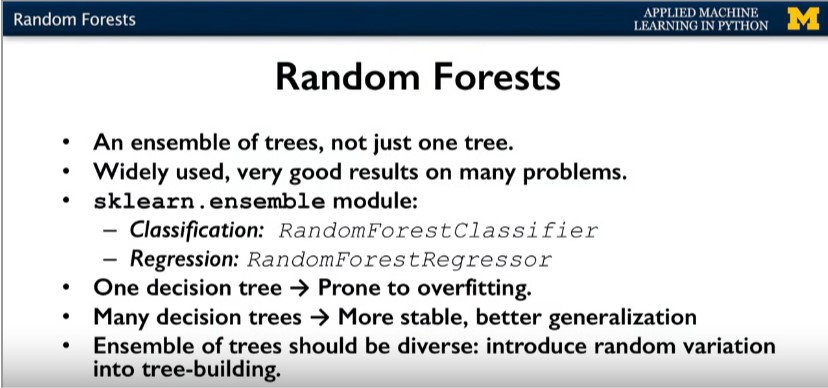 Random Forests
APPLIED MACHINE
LEARNING IN PYTHON
M
Random Forests
• An ensemble of trees, not just one tree.
• Widely used, very good results on many problems.
• sklearn.ensemble module:
– Classification: RandomForestClassifier
– Regression: RandomForestRegressor
• One decision tree → Prone to overfitting.
• Many decision trees → More stable, better generalization
• Ensemble of trees should be diverse: introduce random variation
into tree-building.